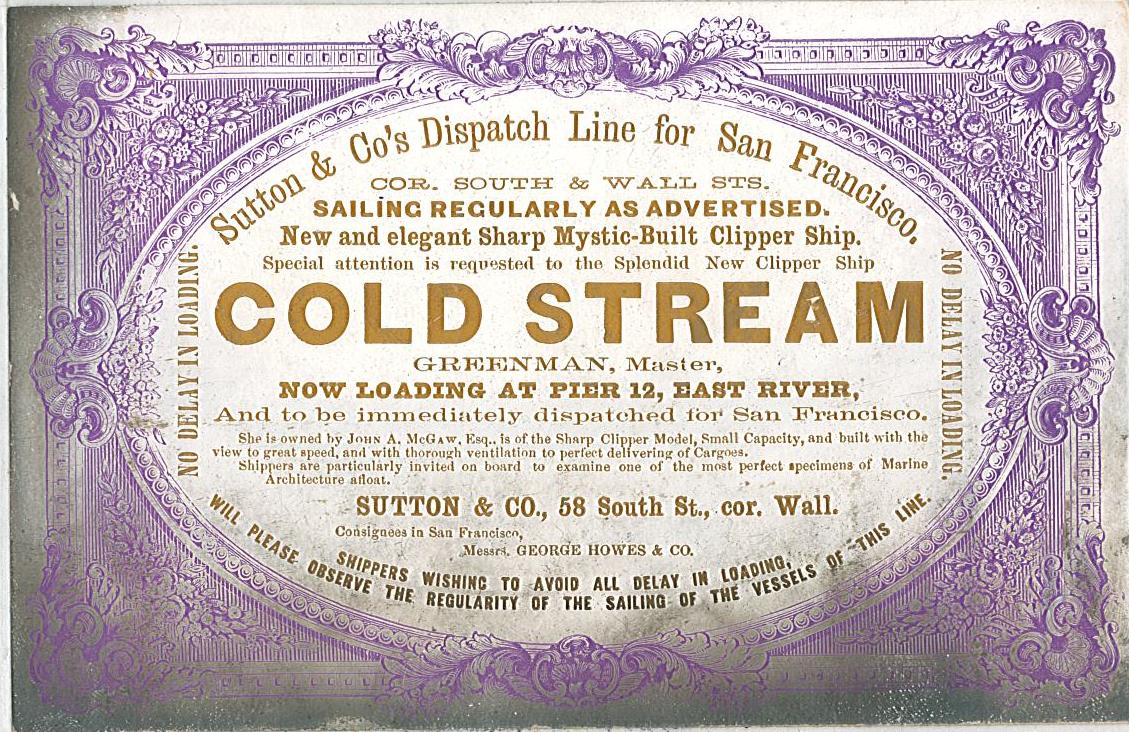 Sutton & Co's Dispatch Line for San Francisco.
COR. SOUTH & WALL STS.
SAILING REGULARLY AS ADVERTISED.
New and elegant Sharp Mystic-Built Clipper Ship.
Special attention is requested to the Splendid New Clipper Ship
COLD STREAM
GREENMAN, Master,
NOW LOADING AT PIER 12, EAST RIVER,
And to be immediately dispatched for San Francisco.
She is owned by JOHN A. MCGAW, Esq., is of the Sharp Clipper Model, Small Capacity, and built with the
view to great speed, and with thorough ventilation to perfect delivering of Cargoes.
Shippers are particularly invited on board to examine one of the most perfect specimens of Marine
Architecture afloat.
SUTTON & CO., 58 South St., cor. Wall.
Consignees in San Francisco,
Messrs. GEORGE HOWES & CO.
SHIPPERS WISHING TO AVOID ALL DELAY IN LOADING,
WILL PLEASE OBSERVE THE REGULARITY OF THE SAILING OF THE VESSELS OF THIS LINE.
NO DELAY IN LOADING.
NO DELAY IN LOADING.